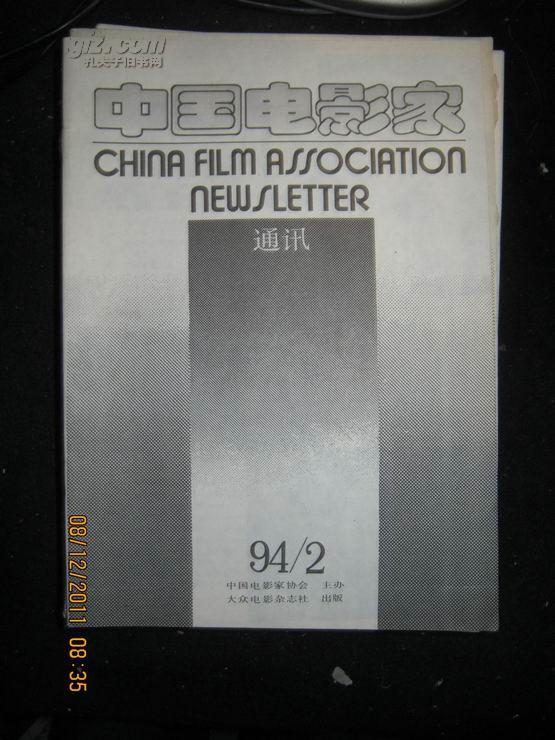 中国电影家
CHINA FILM ASSOCIATION
NEWSLETTER
通讯
94/2
中国电影家协会 主办
大众电影杂志社 出版
08/12/2011 08:35
孔夫子旧书网